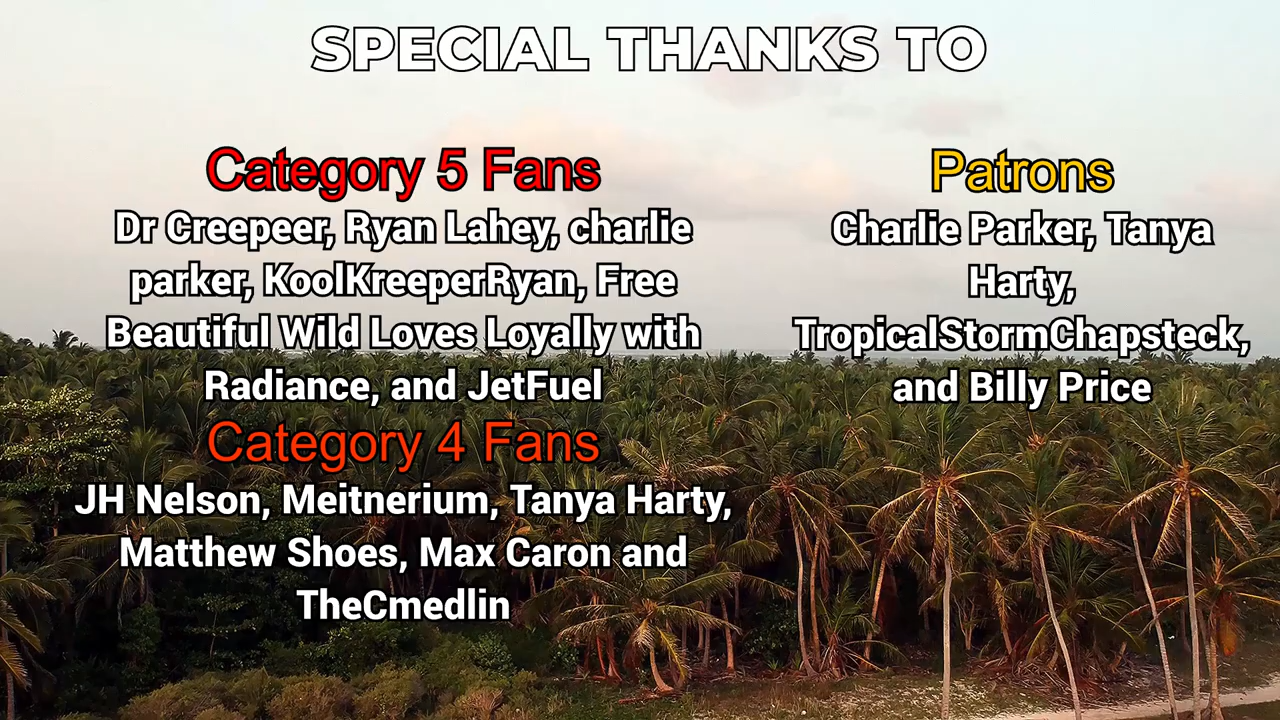 SPECIAL THANKS TO
Category 5 Fans
Dr Creepeer, Ryan Lahey, charlie
parker, KoolKreeperRyan, Free
Beautiful Wild Loves Loyally with
Radiance, and JetFuel
Category 4 Fans
JH Nelson, Meitnerium, Tanya Harty,
Matthew Shoes, Max Caron and
TheCmedlin
Patrons
Charlie Parker, Tanya
Harty,
TropicalStormChapsteck,
and Billy Price